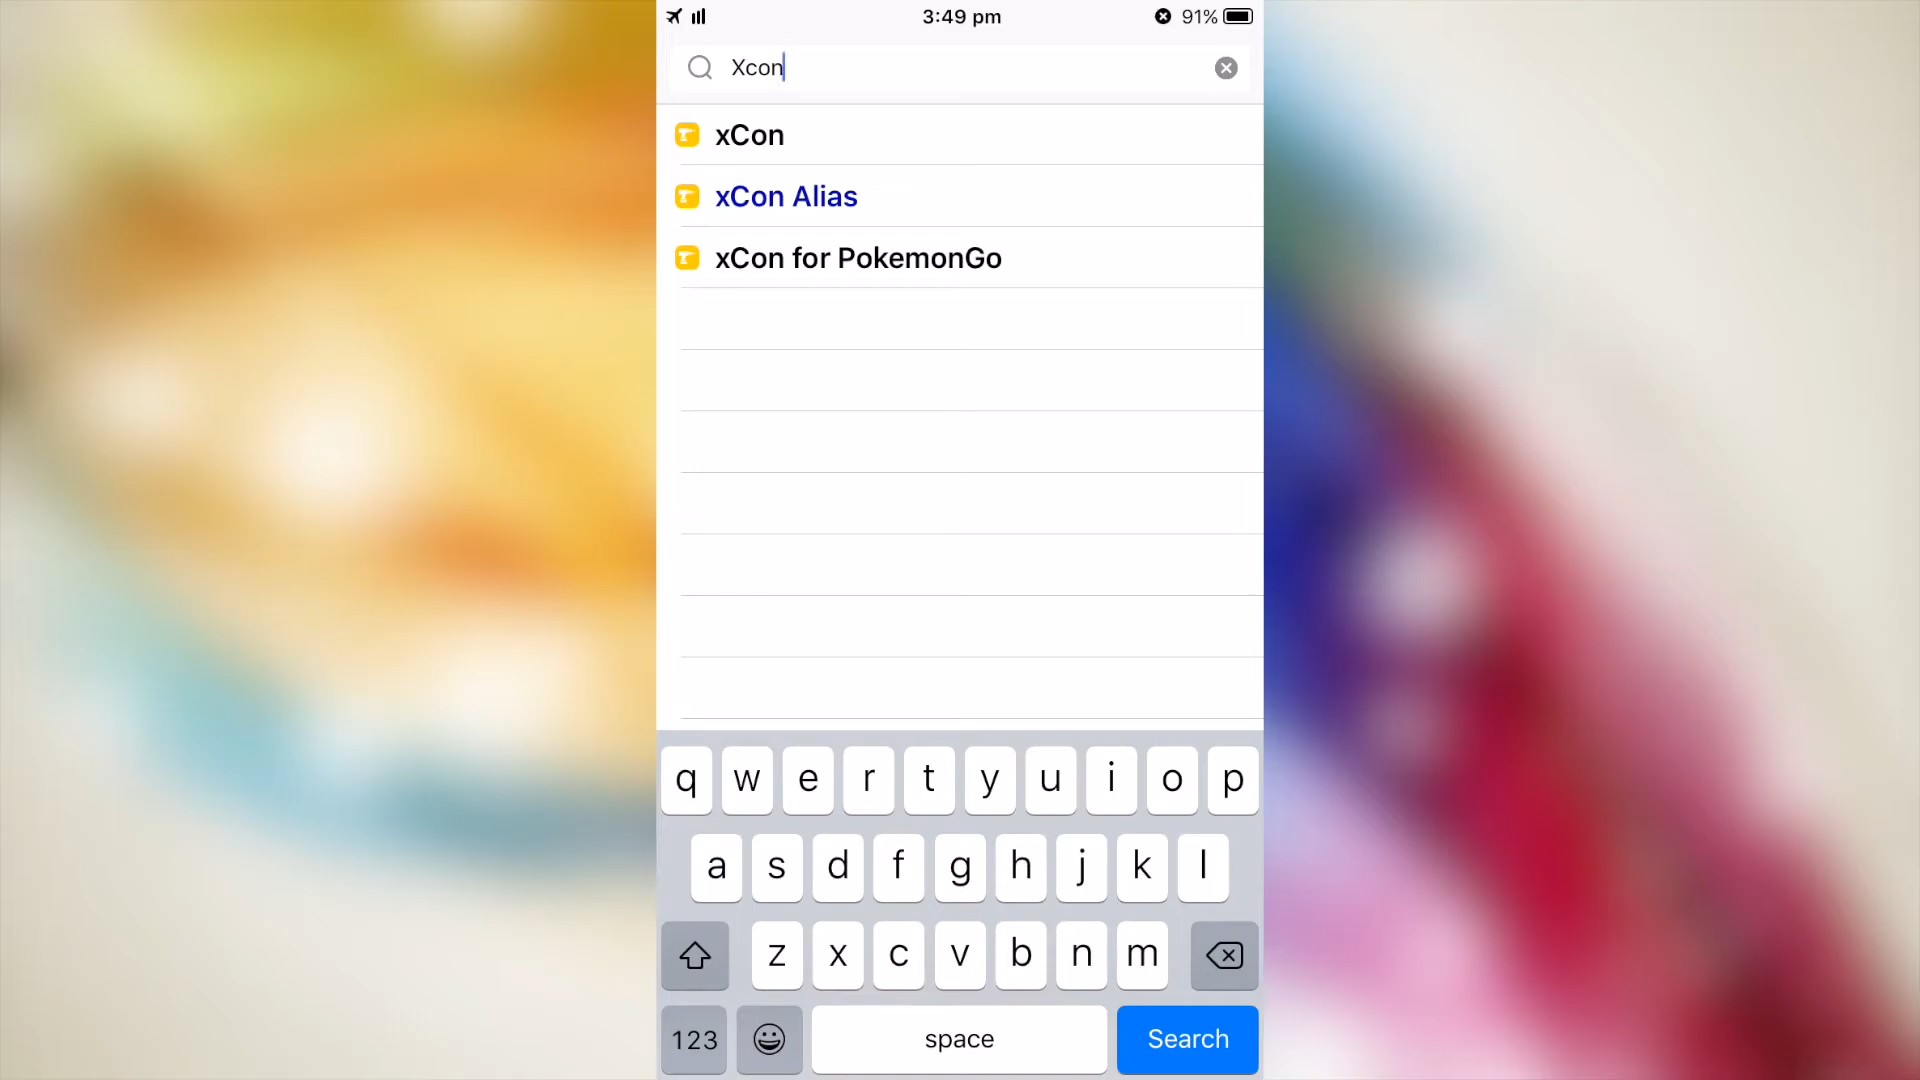 3:49 pm
91%
Xcon
xCon
xCon Alias
xCon for PokemonGo
q w e r t y u i o p
a s d f g h j k l
z x c v b n m
123 space Search